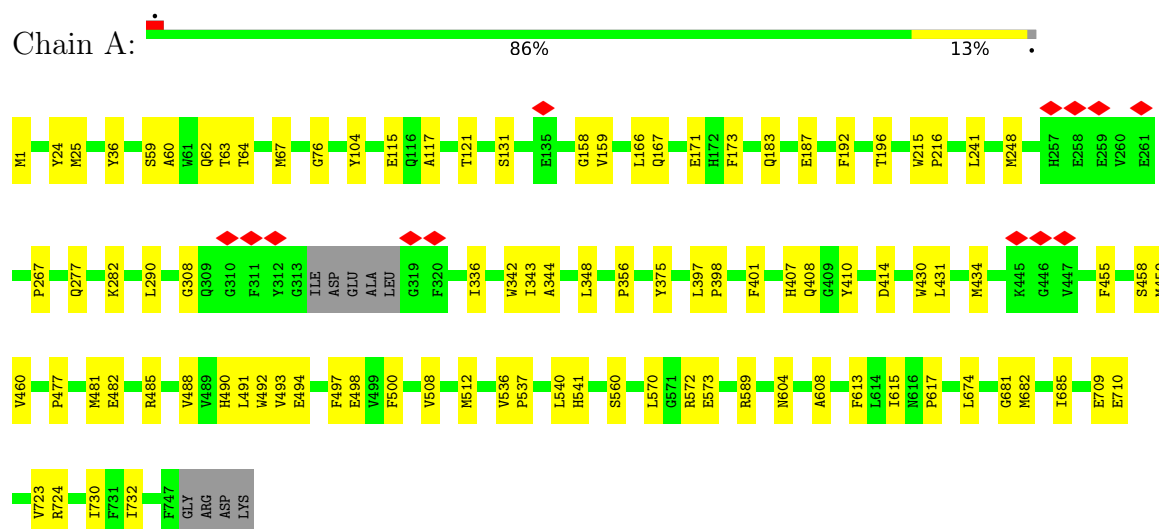 Chain A:
86% 13%
M1 Y24 M25 Y36 S59 A60 W61 Q62 T63 T64 M67 G76 Y104 E115 Q116 A117 T121 S131 E135 G158 V159 L166 Q167 E171 H172 F173 Q183 E187 F192 T196 W215 P216 L241 M248 H257 E258 E259 V260 E261
P267 Q277 K282 L290 G308 Q309 G310 F311 Y312 G313 ILE ASP GLU ALA LEU G319 F320 I336 W342 I343 A344 L348 P356 Y375 L397 P398 F401 H407 Q408 G409 Y410 D414 W430 L431 M434 K445 G446 V447 F455 S458 M459
V460 P477 M481 E482 R485 V488 V489 H490 L491 W492 V493 E494 F497 E498 V499 F500 V508 M512 V536 P537 L540 H541 S560 L570 G571 R572 E573 R589 N604 A608 F613 L614 I615 N616 P617 L674 G681 M682 I685 E709 E710
V723 R724 I730 F731 I732 F747 GLY ARG ASP LYS